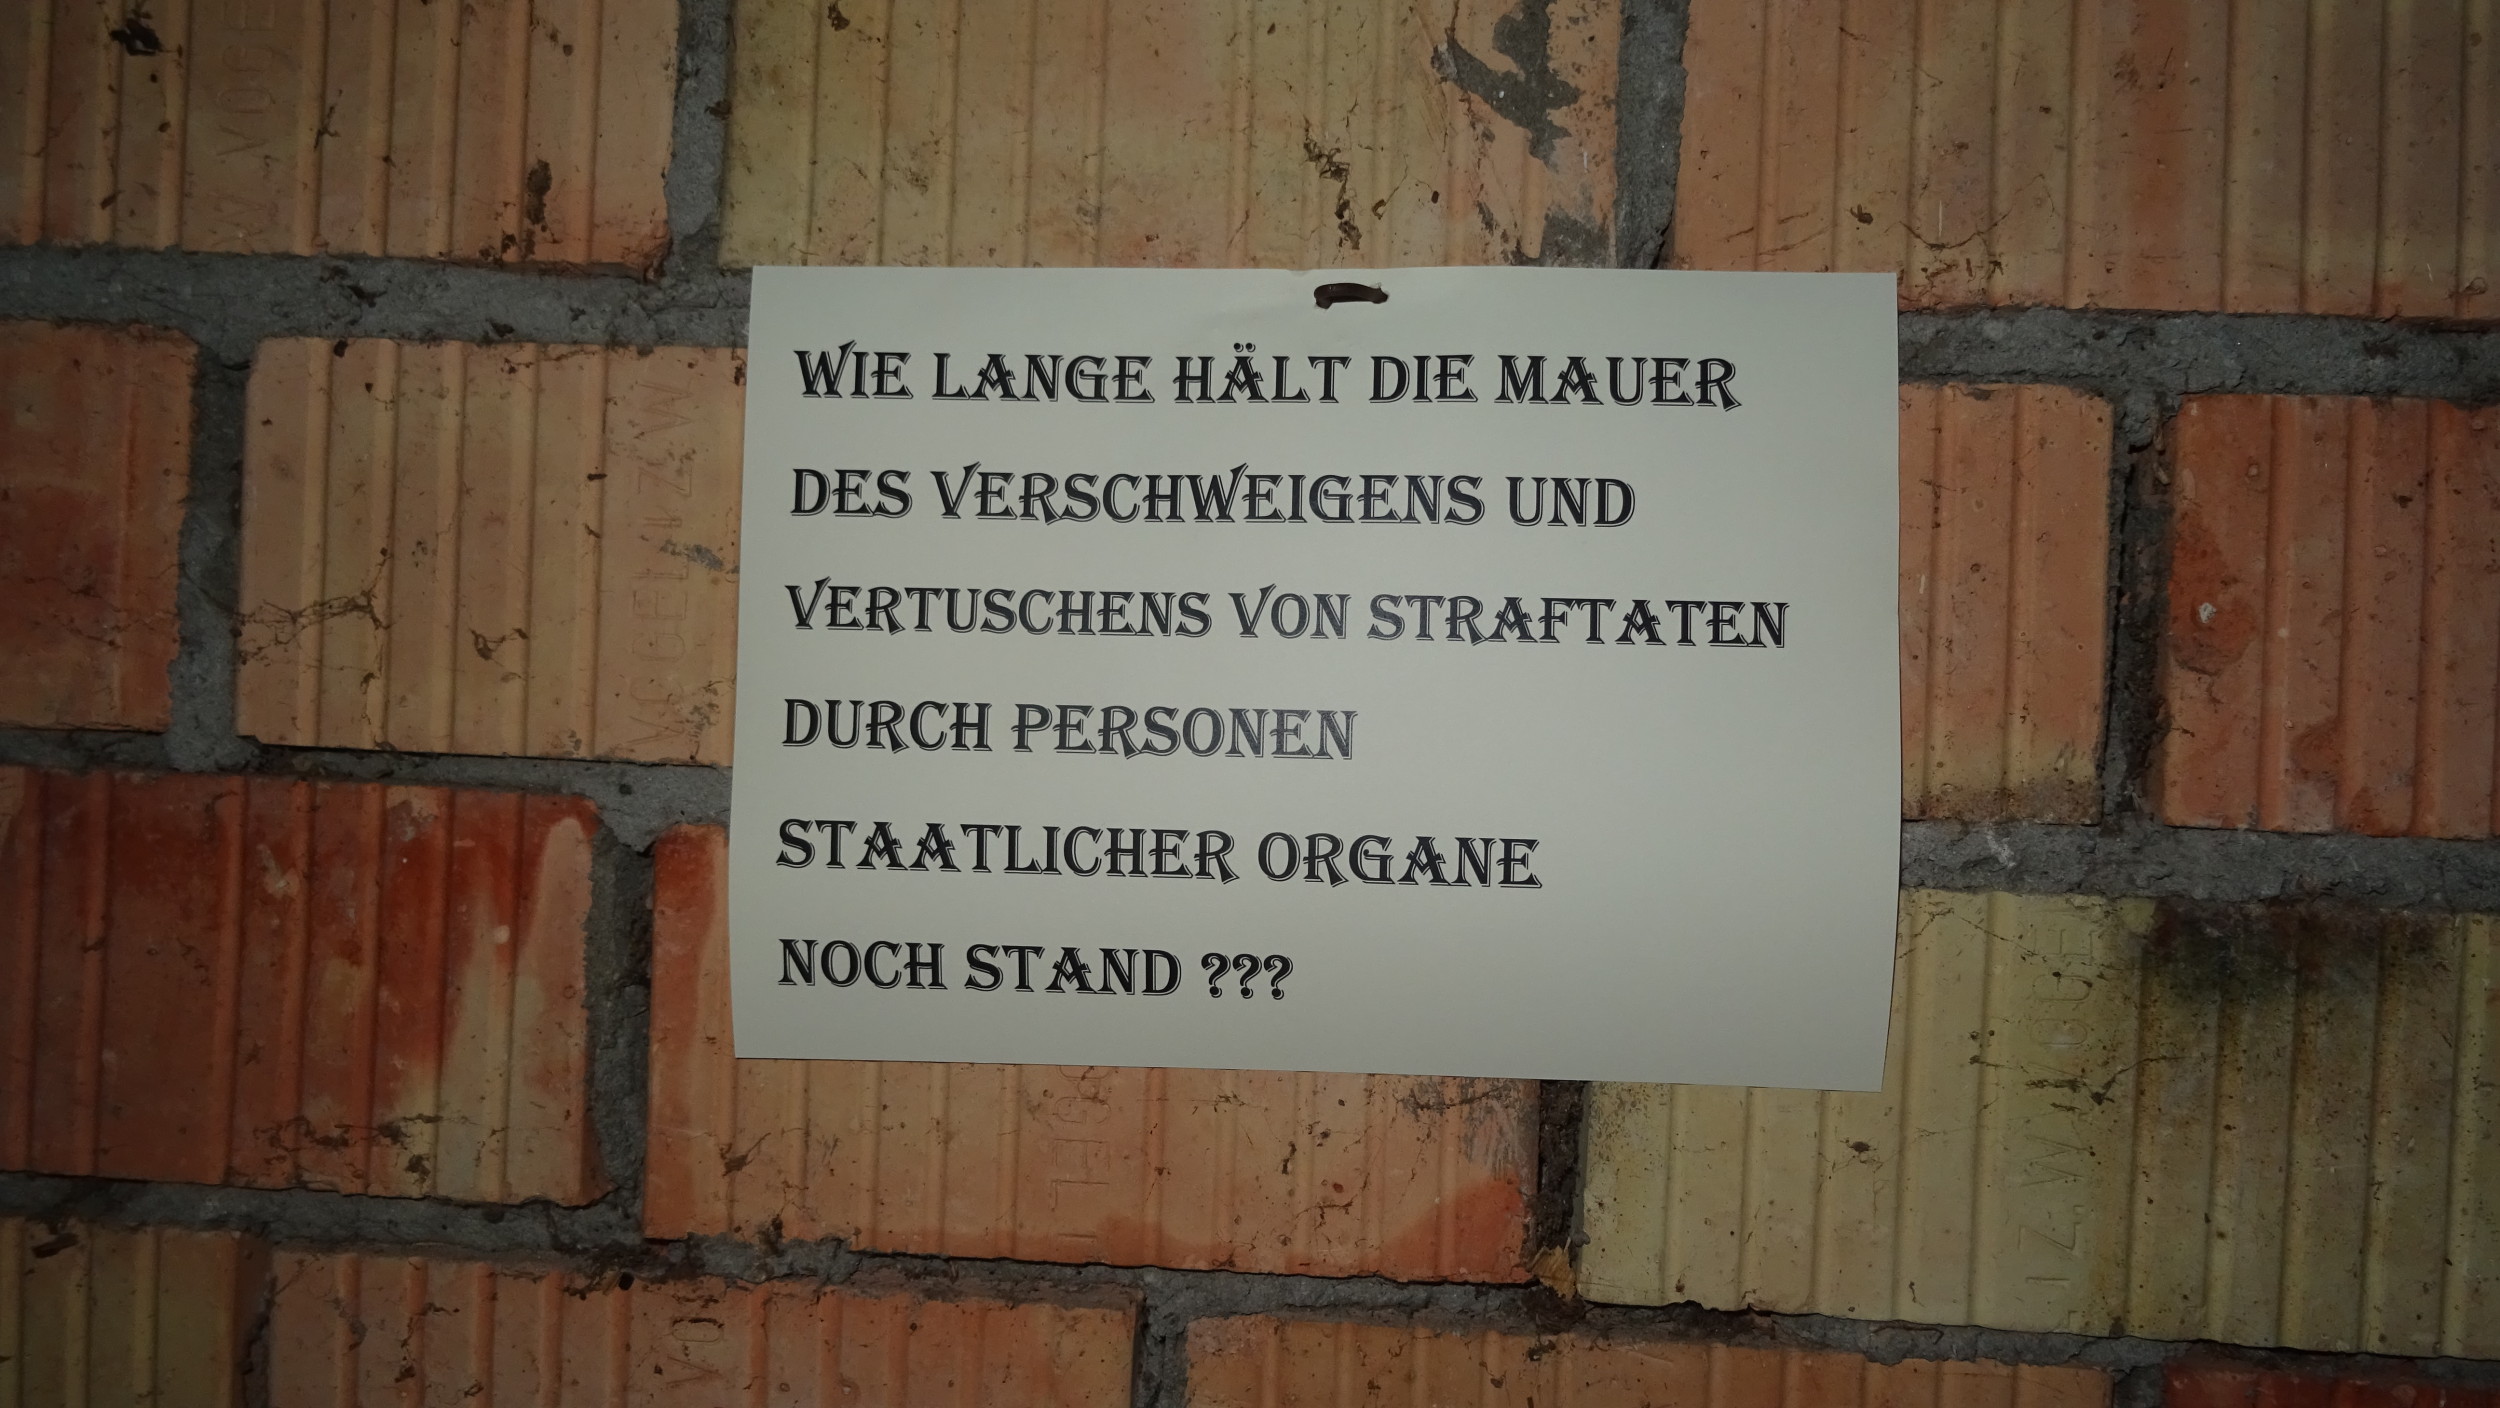 WIE LANGE HÄLT DIE MAUER
DES VERSCHWEIGENS UND
VERTUSCHENS VON STRAFTATEN
DURCH PERSONEN
STAATLICHER ORGANE
NOCH STAND ???